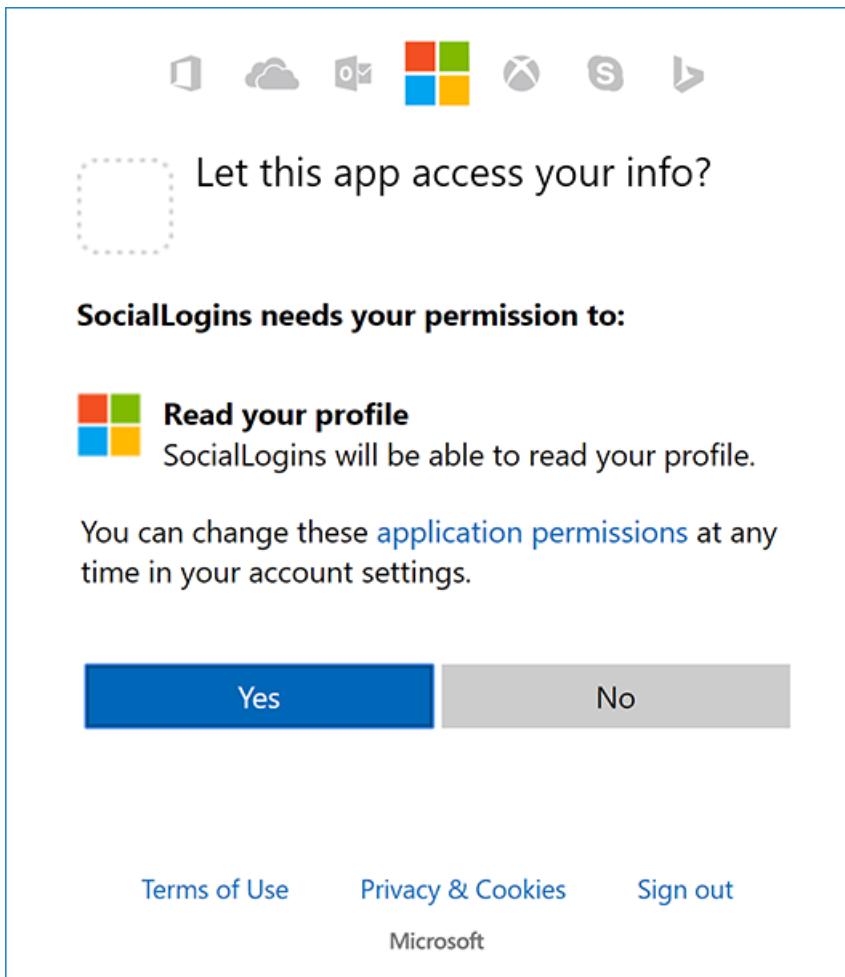 Let this app access your info?
SocialLogins needs your permission to:
Read your profile
SocialLogins will be able to read your profile.
You can change these application permissions at any
time in your account settings.
Yes
No
Terms of Use
Privacy & Cookies
Sign out
Microsoft